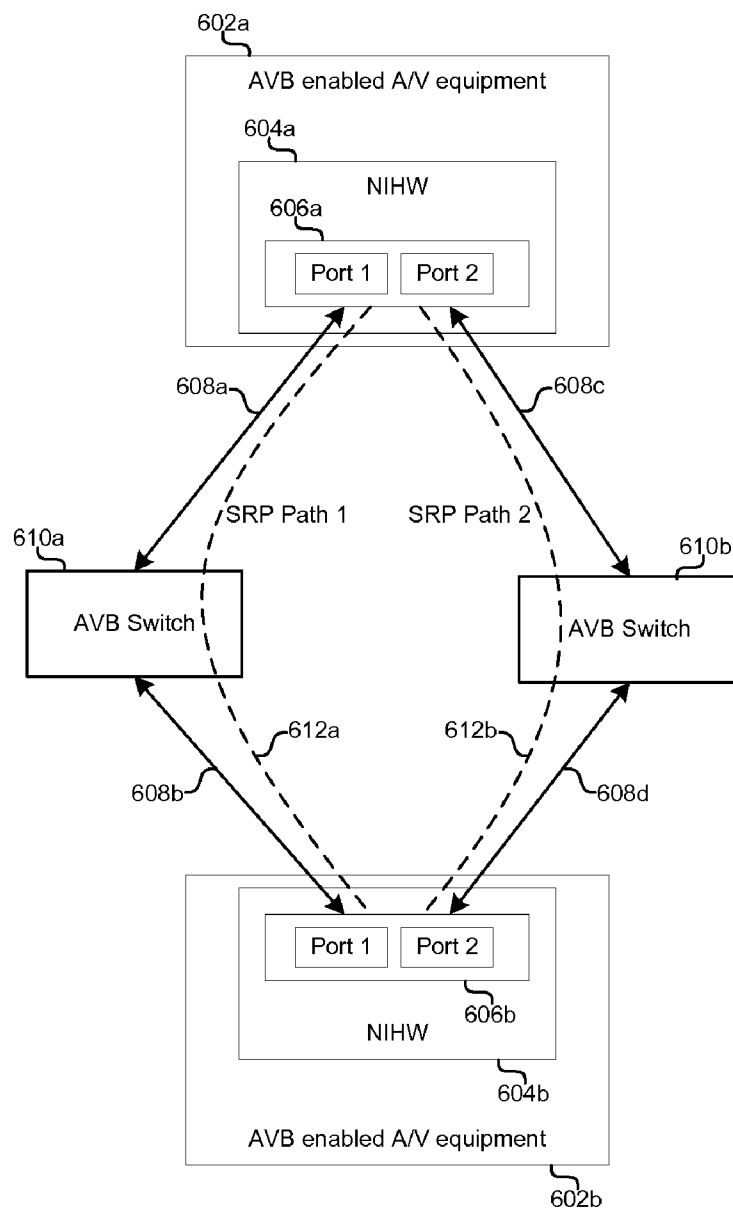 602a
AVB enabled A/V equipment
604a
NIHW
606a
Port 1
Port 2
608a
608c
SRP Path 1
SRP Path 2
610a
610b
AVB Switch
AVB Switch
612a
612b
608b
608d
Port 1
Port 2
606b
NIHW
604b
AVB enabled A/V equipment
602b